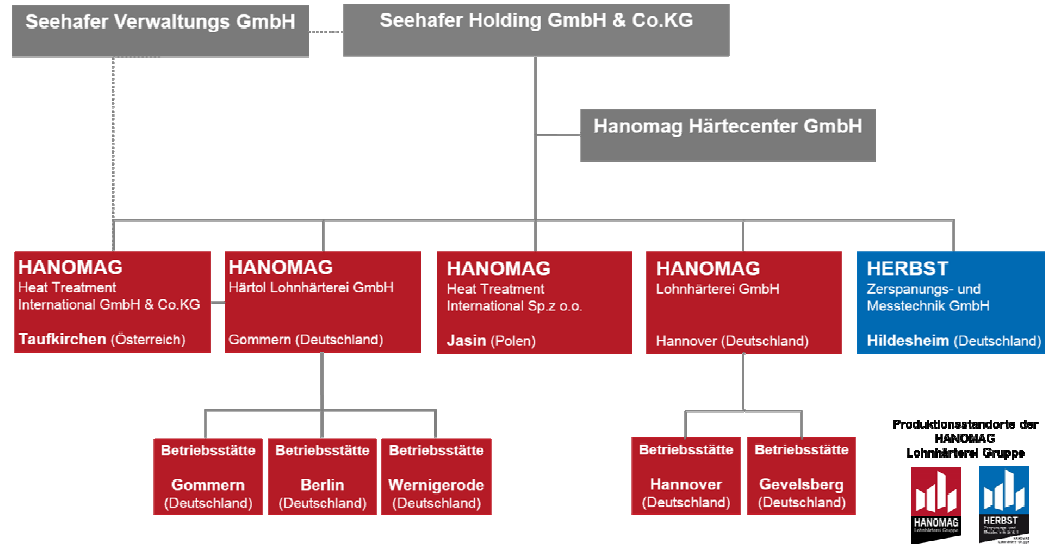 Seehafer Verwaltungs GmbH
Seehafer Holding GmbH & Co.KG
Hanomag Härtecenter GmbH
HANOMAG
Heat Treatment
International GmbH & Co.KG
Taufkirchen (Österreich)
HANOMAG
Härtol Lohnhärterei GmbH
Gommern (Deutschland)
HANOMAG
Heat Treatment
International Sp.z o.o.
Jasin (Polen)
HANOMAG
Lohnhärterei GmbH
Hannover (Deutschland)
HERBST
Zerspanungs- und
Messtechnik GmbH
Hildesheim (Deutschland)
Betriebsstätte
Gommern
(Deutschland)
Betriebsstätte
Berlin
(Deutschland)
Betriebsstätte
Wernigerode
(Deutschland)
Betriebsstätte
Hannover
(Deutschland)
Betriebsstätte
Gevelsberg
(Deutschland)
Produktionsstandorte der
HANOMAG
Lohnhärterei Gruppe
HANOMAG
Lohnhärterei Gruppe
HERBST